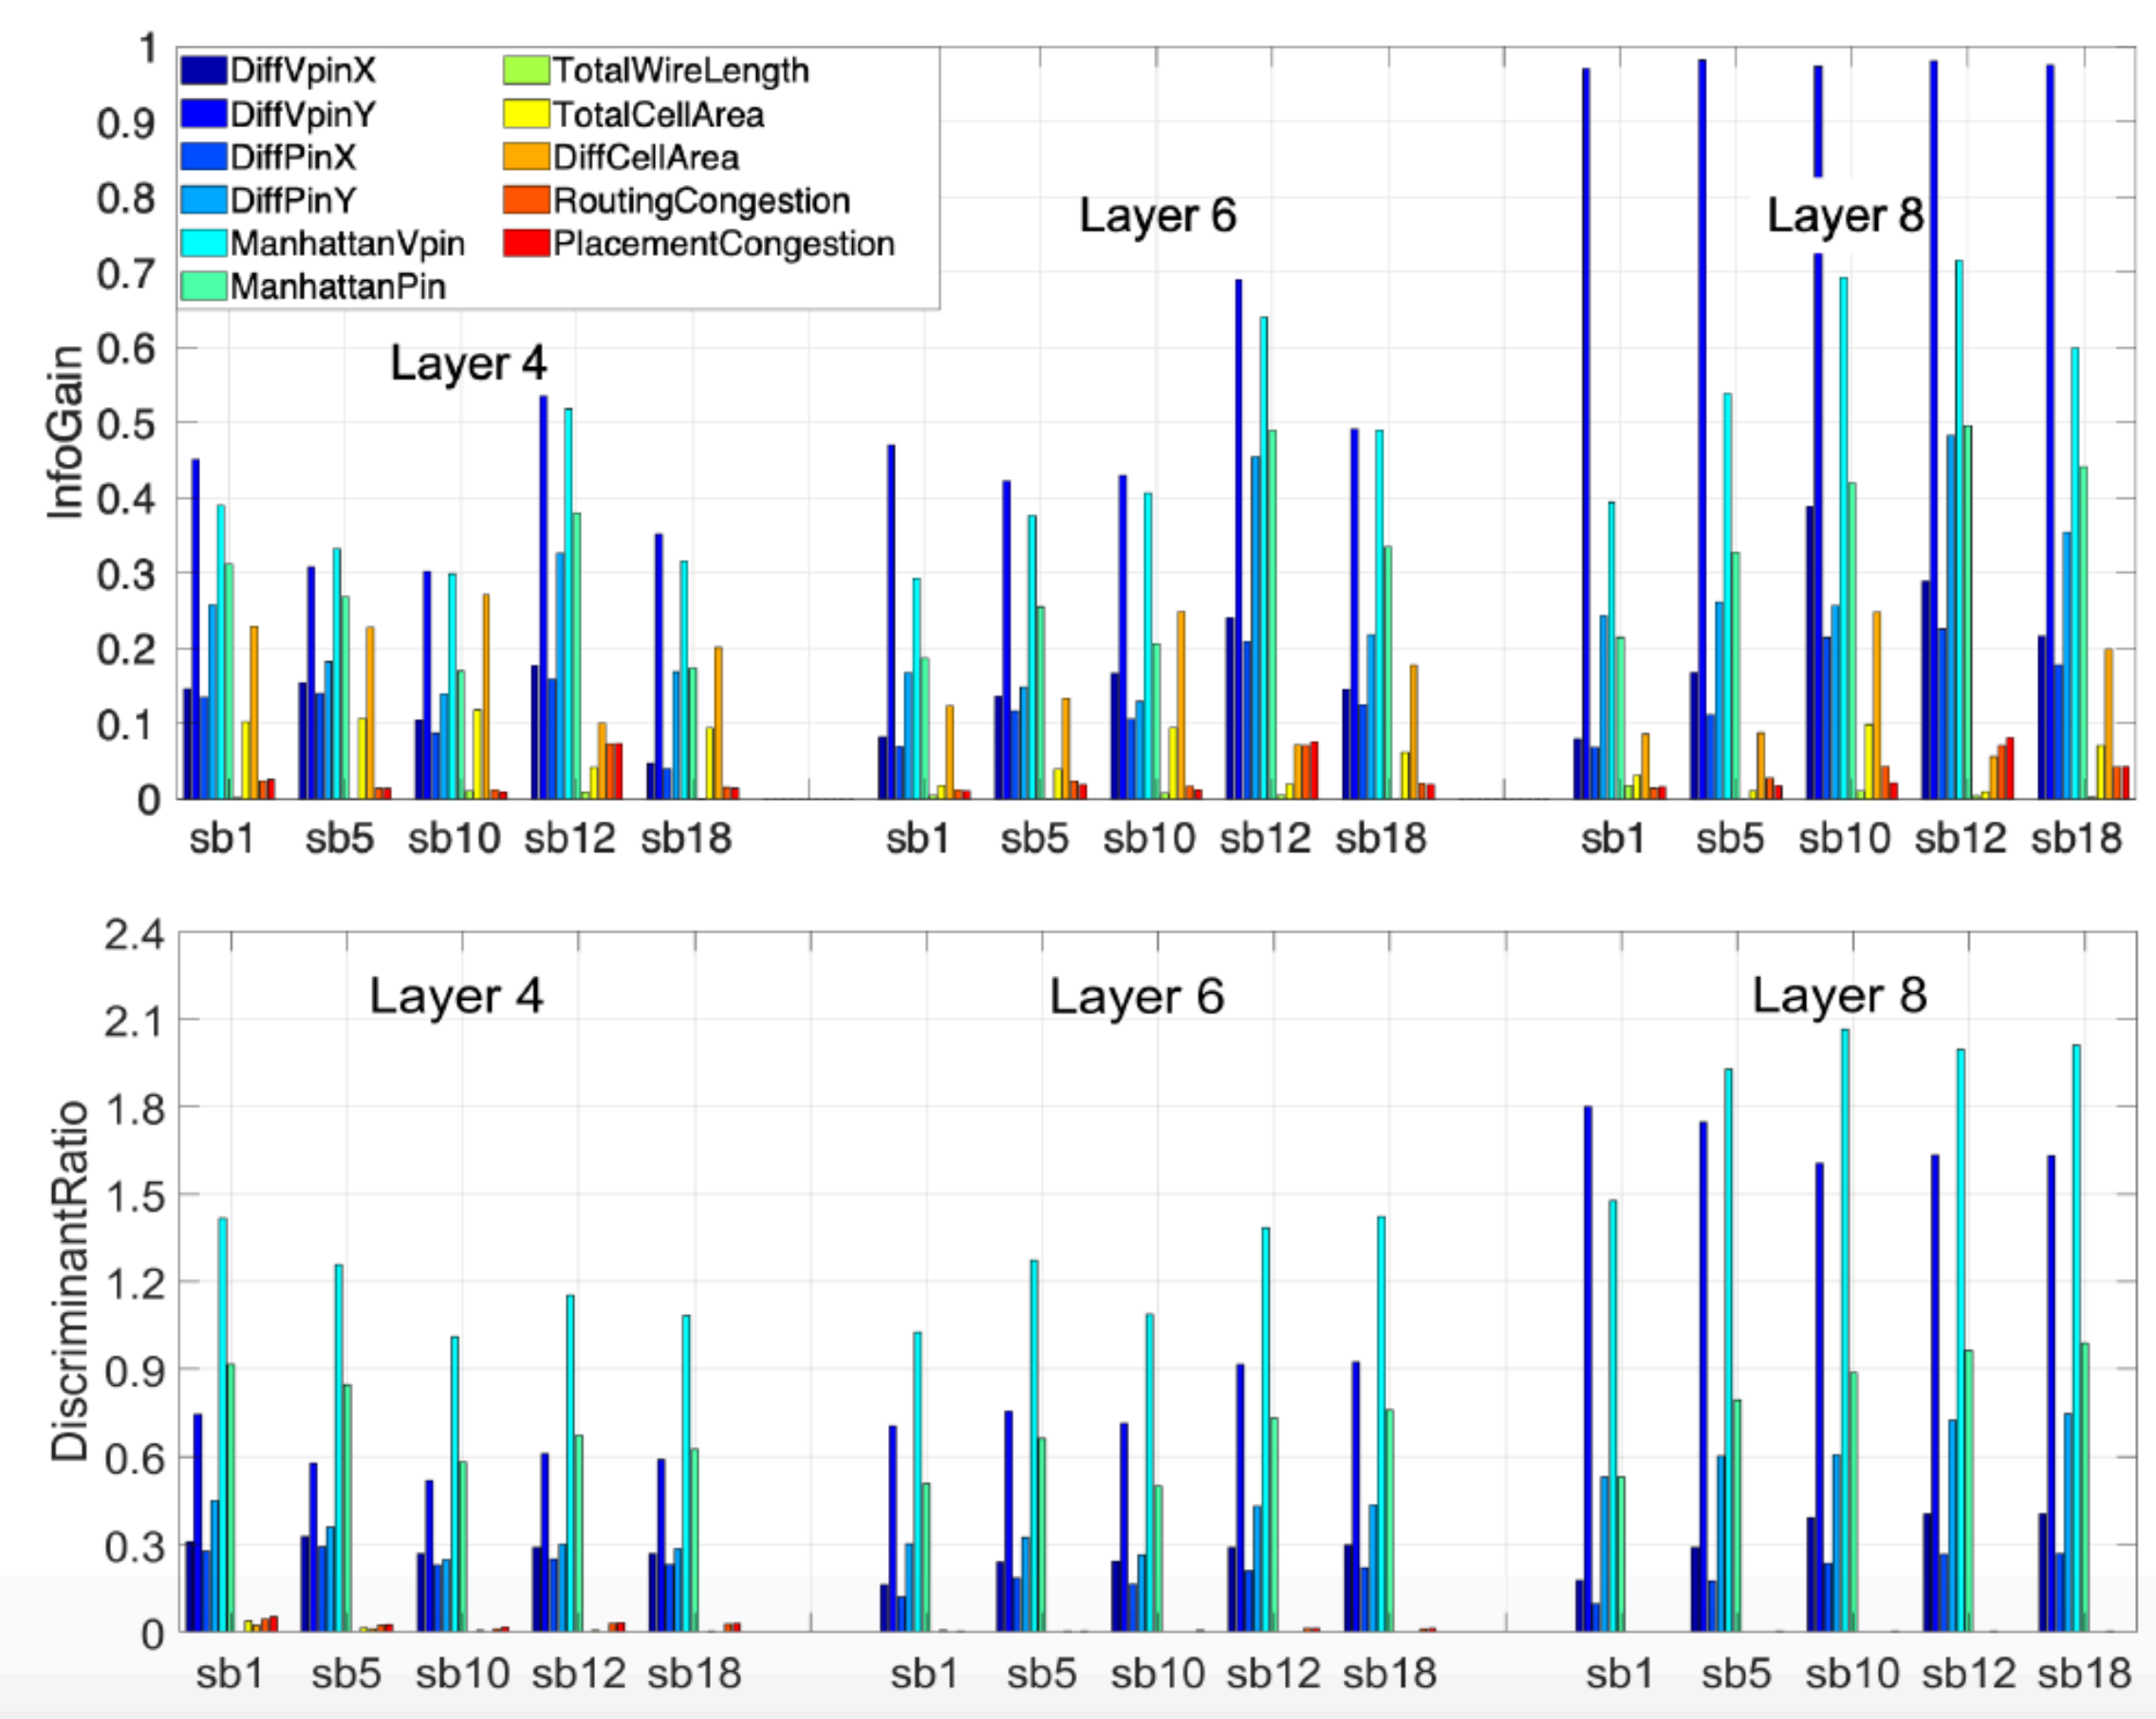 InfoGain
1
0.9
0.8
0.7
0.6
0.5
0.4
0.3
0.2
0.1
0
DiffVpinX
DiffVpinY
DiffPinX
DiffPinY
ManhattanVpin
ManhattanPin
TotalWireLength
TotalCellArea
DiffCellArea
RoutingCongestion
PlacementCongestion
Layer 4
Layer 6
Layer 8
sb1 sb5 sb10 sb12 sb18 sb1 sb5 sb10 sb12 sb18 sb1 sb5 sb10 sb12 sb18
DiscriminantRatio
2.4
2.1
1.8
1.5
1.2
0.9
0.6
0.3
0
Layer 4
Layer 6
Layer 8
sb1 sb5 sb10 sb12 sb18 sb1 sb5 sb10 sb12 sb18 sb1 sb5 sb10 sb12 sb18